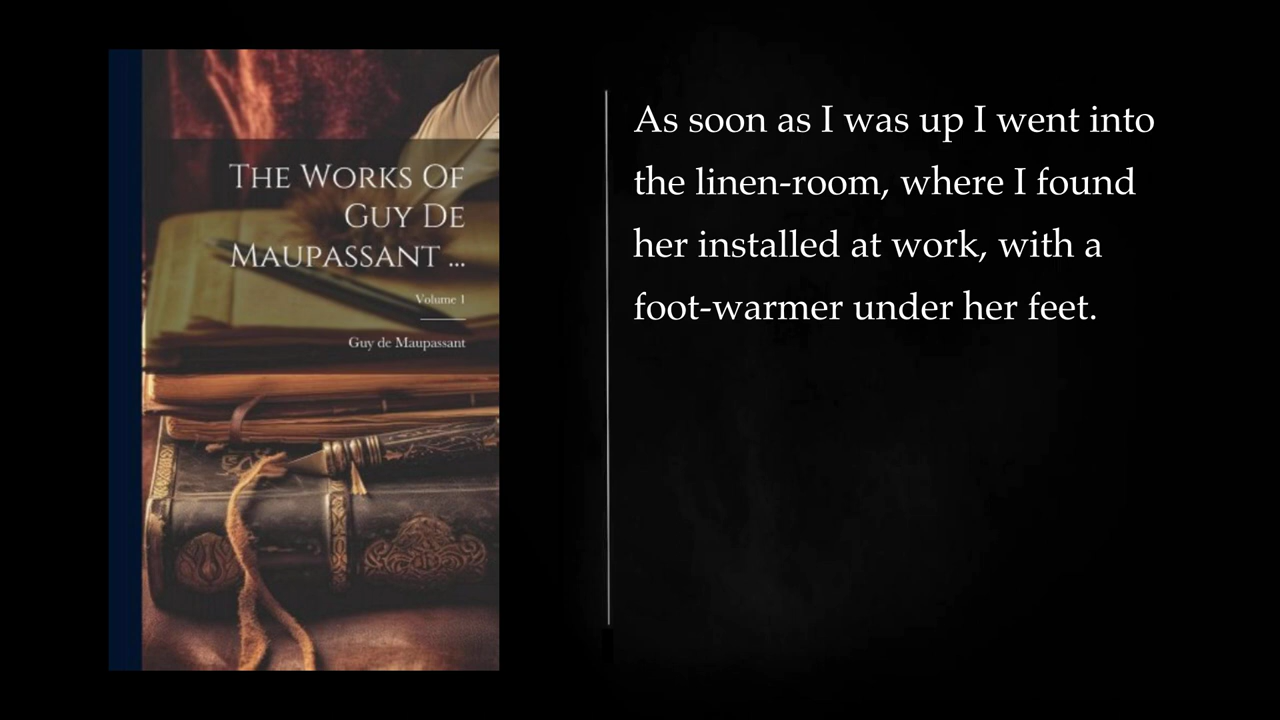 The Works Of
Guy De
Maupassant ...
Volume 1
Guy de Maupassant
As soon as I was up I went into
the linen-room, where I found
her installed at work, with a
foot-warmer under her feet.